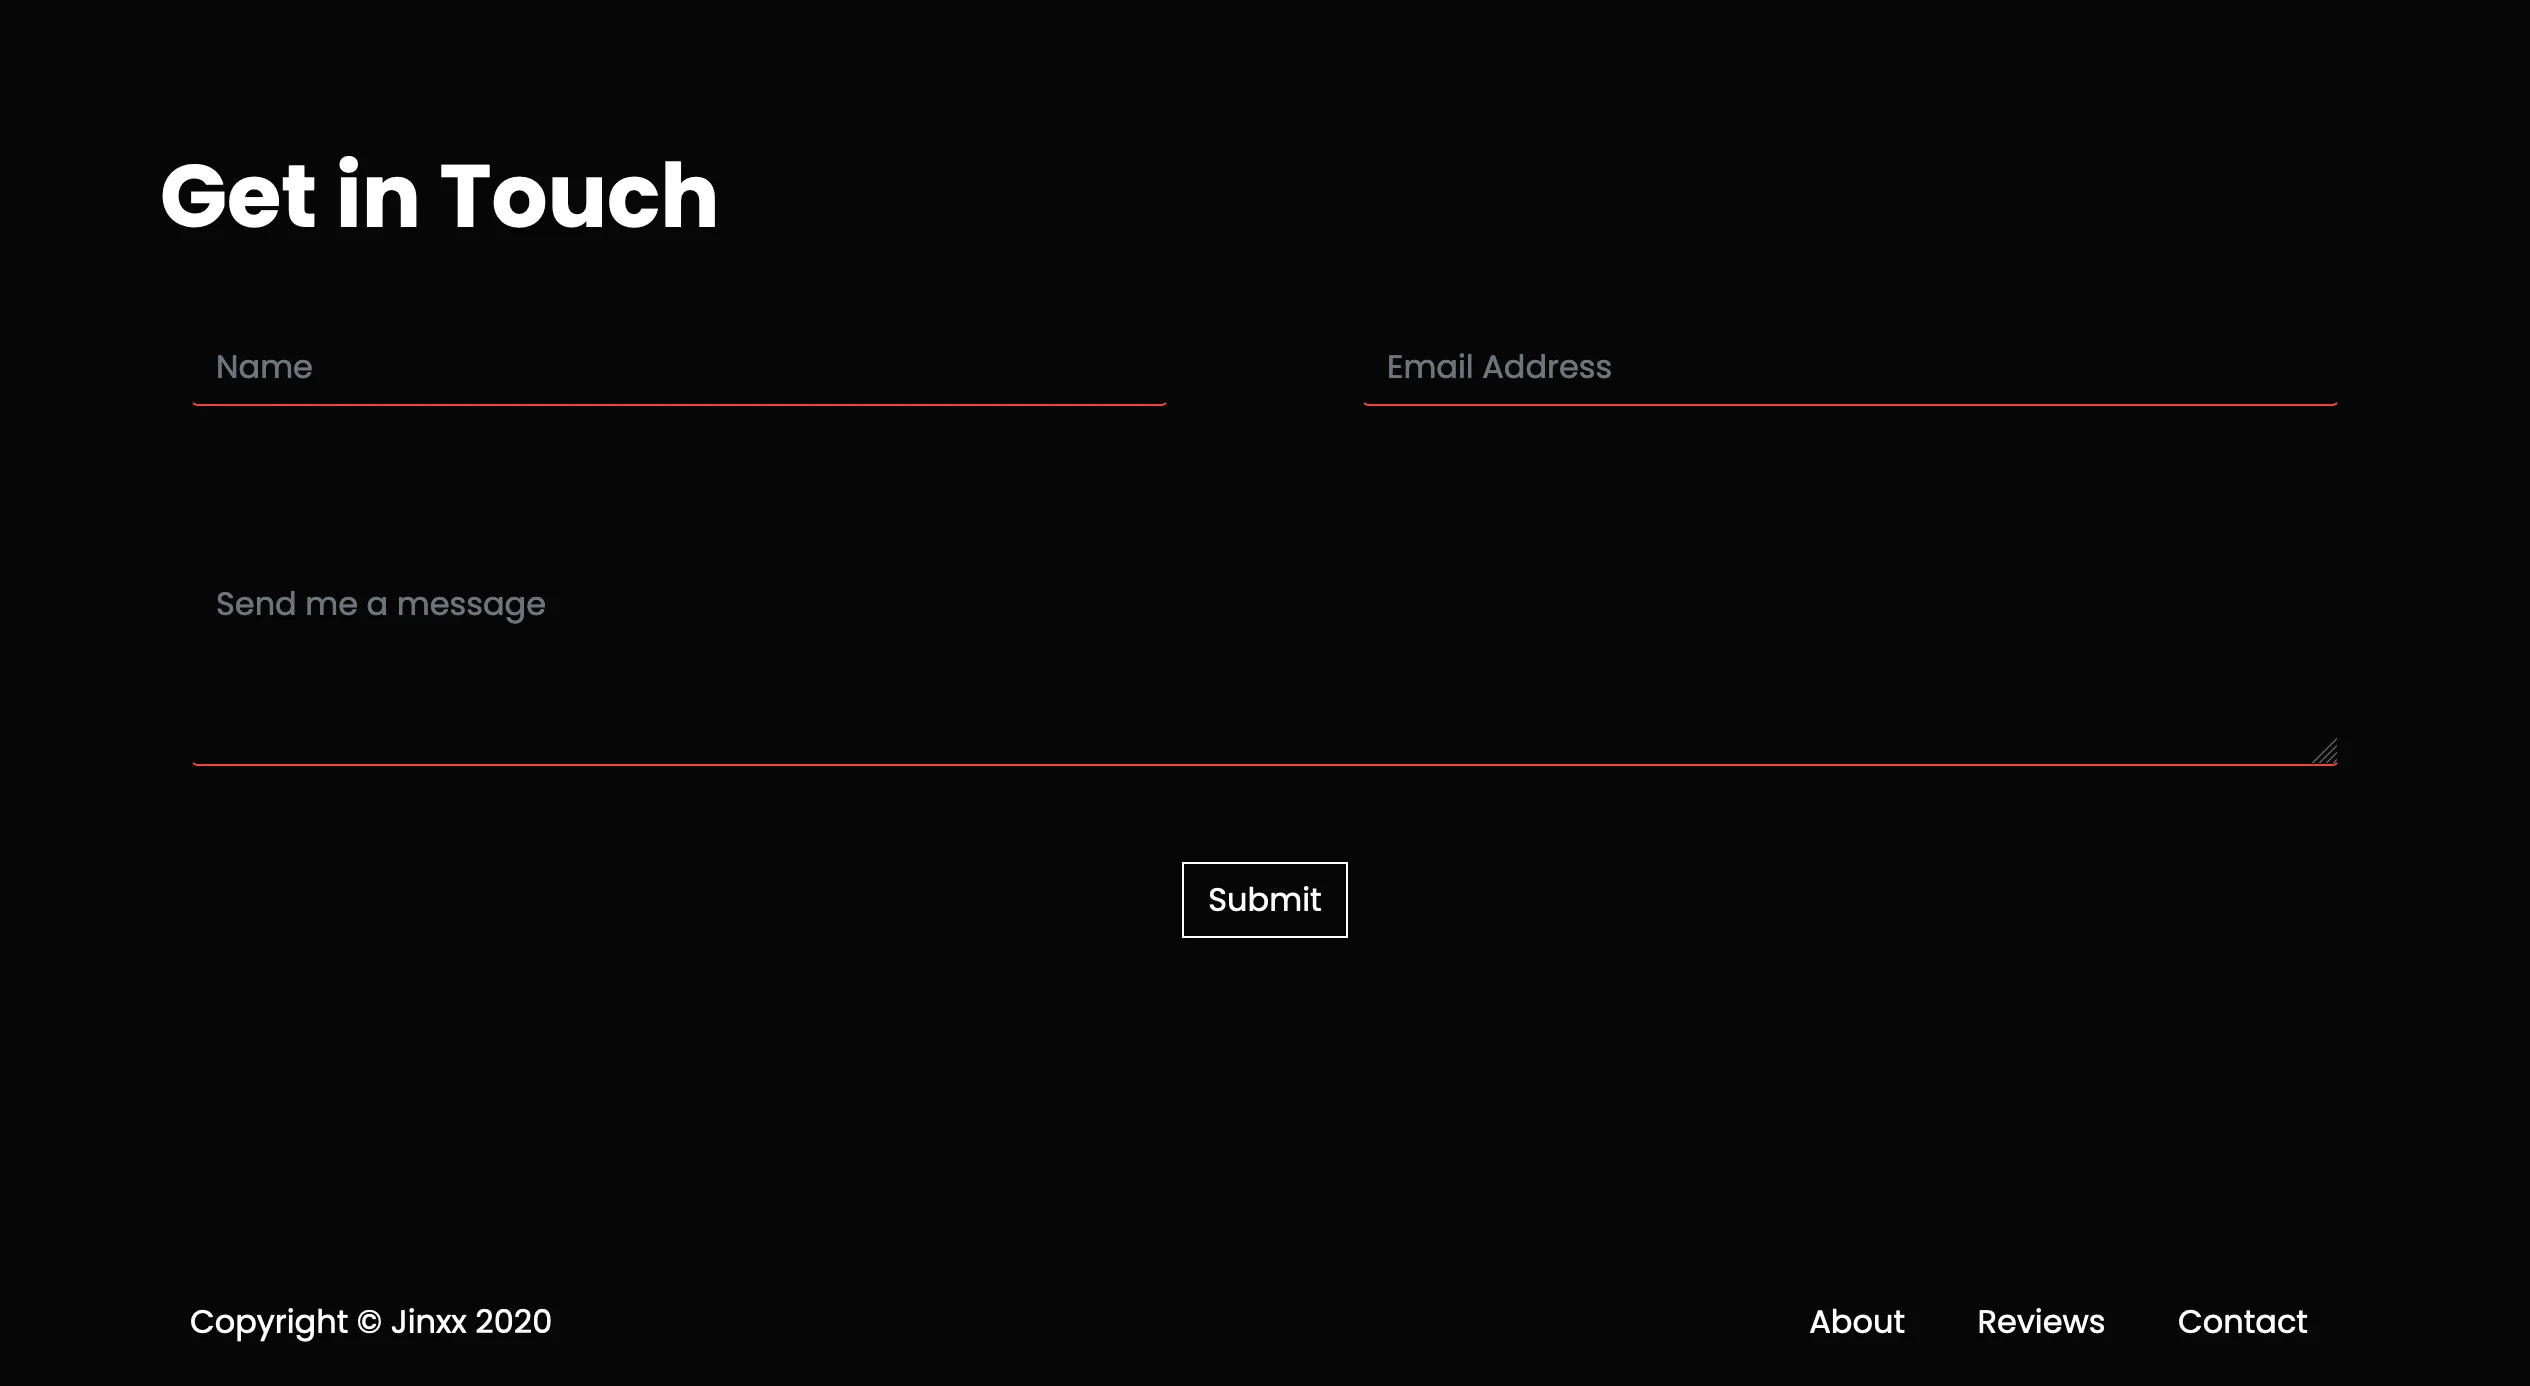 Get in Touch
Name
Email Address
Send me a message
Submit
Copyright © Jinxx 2020
About
Reviews
Contact